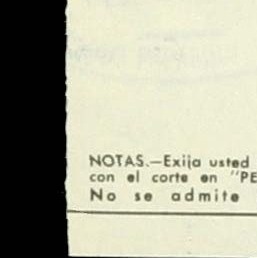 NOTAS.—Exija usted
con el corte en "PE
No se admite